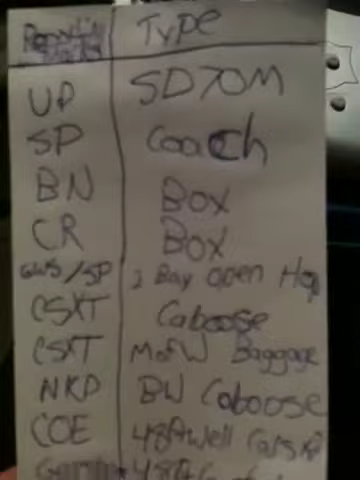 Type
UP SD70M
SP Coach
BN Box
CR Box
/SP 2 Bay Open Hop
CSXT Caboose
CSXT MofW Baggage
NKP BW Caboose
COE 48ft Well Cars